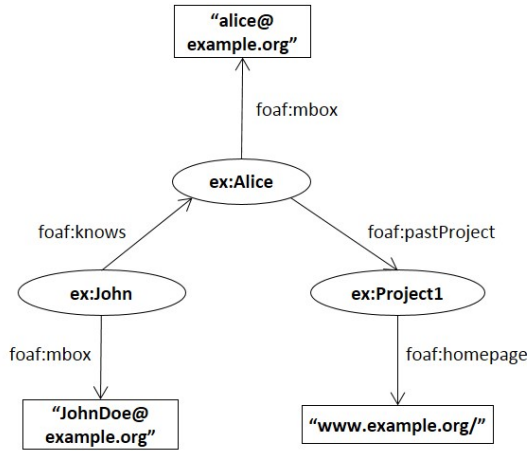 “alice@
example.org”
foaf:mbox
ex:Alice
foaf:knows
foaf:pastProject
ex:John
ex:Project1
foaf:mbox
foaf:homepage
“JohnDoe@
example.org”
“www.example.org/”